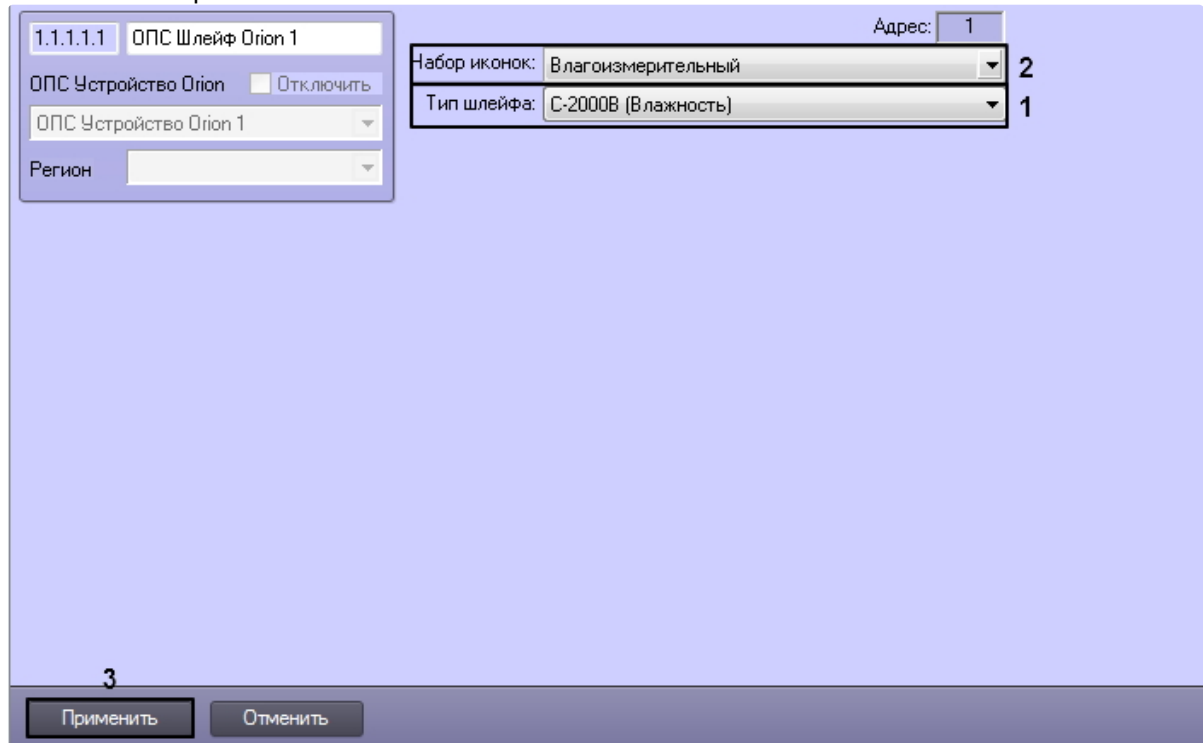 1.1.1.1.1 ОПС Шлейф Orion 1
ОПС Устройство Orion Отключить
ОПС Устройство Orion 1
Регион
Адрес: 1
Набор иконок: Влагоизмерительный 2
Тип шлейфа: С-2000В (Влажность) 1
3
Применить Отменить